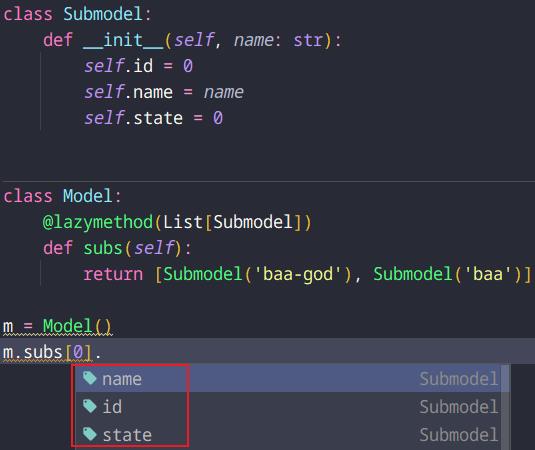 class Submodel:
    def __init__(self, name: str):
        self.id = 0
        self.name = name
        self.state = 0
class Model:
    @lazymethod(List[Submodel])
    def subs(self):
        return [Submodel('baa-god'), Submodel('baa')]
m = Model()
m.subs[0].
name Submodel
id Submodel
state Submodel